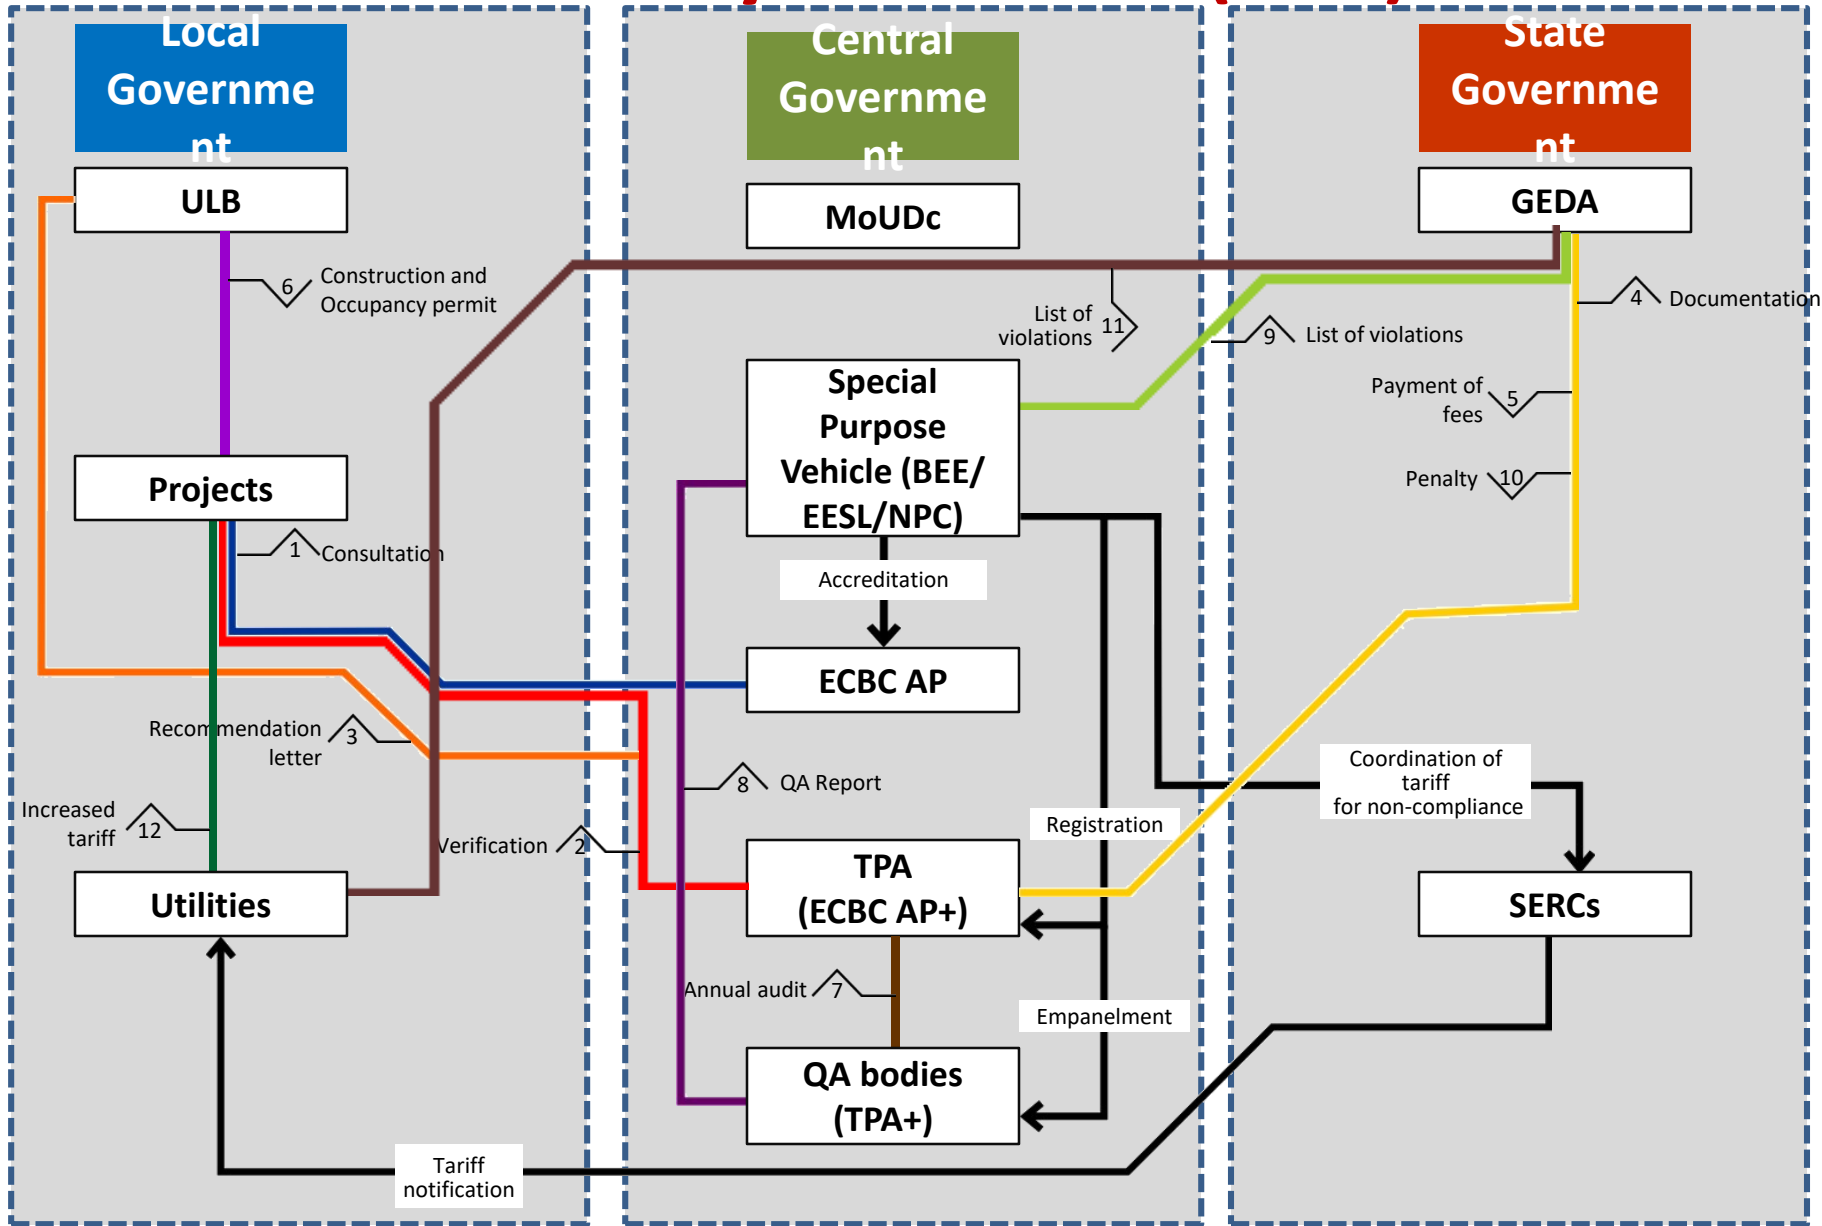 Local
Governme
nt
Central
Governme
nt
State
Governme
nt
ULB
MoUDc
GEDA
6
Construction and
Occupancy permit
List of
violations
11
9
List of violations
4
Documentation
Special
Purpose
Vehicle (BEE/
EESL/NPC)
Payment of
fees
5
Penalty
10
Projects
1
Consultation
Accreditation
ECBC AP
Recommendation
letter
3
8
QA Report
Coordination of
tariff
for non-compliance
Increased
tariff
12
Verification
2
Registration
TPA
(ECBC AP+)
Utilities
SERCs
Annual audit
7
Empanelment
QA bodies
(TPA+)
Tariff
notification